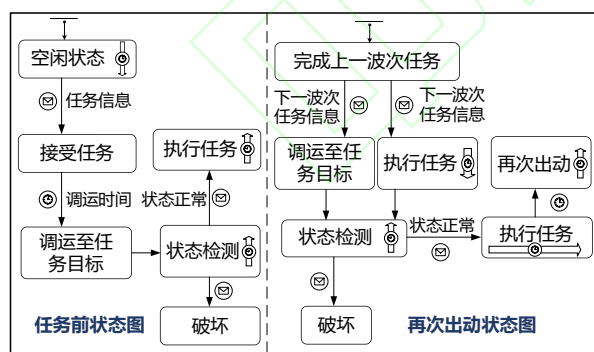 空闲状态
任务信息
接受任务
调运时间
调运至任
务目标
执行任务
状态正常
状态检测
破坏
任务前状态图
完成上一波次任务
下一波次
任务信息
下一波次
任务信息
调运至任
务目标
执行任务
再次出动
状态检测
状态正常
执行任务
破坏
再次出动状态图